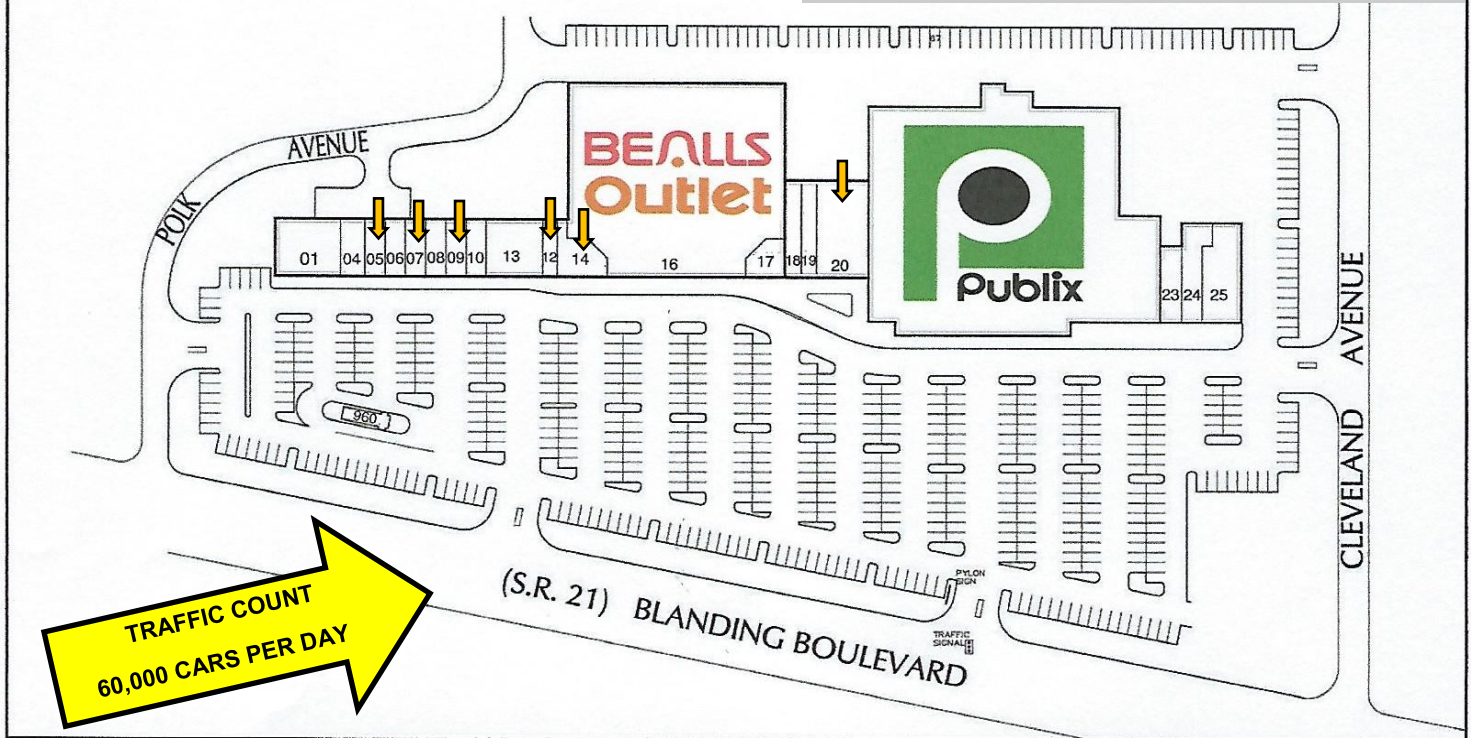 67
BEALLS
Outlet
Publix
POLK
AVENUE
01
04
05
06
07
08
09
10
13
12
14
16
17
18
19
20
23
24
25
960
CLEVELAND AVENUE
PYLON
SIGN
TRAFFIC
SIGNAL
(S.R. 21) BLANDING BOULEVARD
TRAFFIC COUNT
60,000 CARS PER DAY